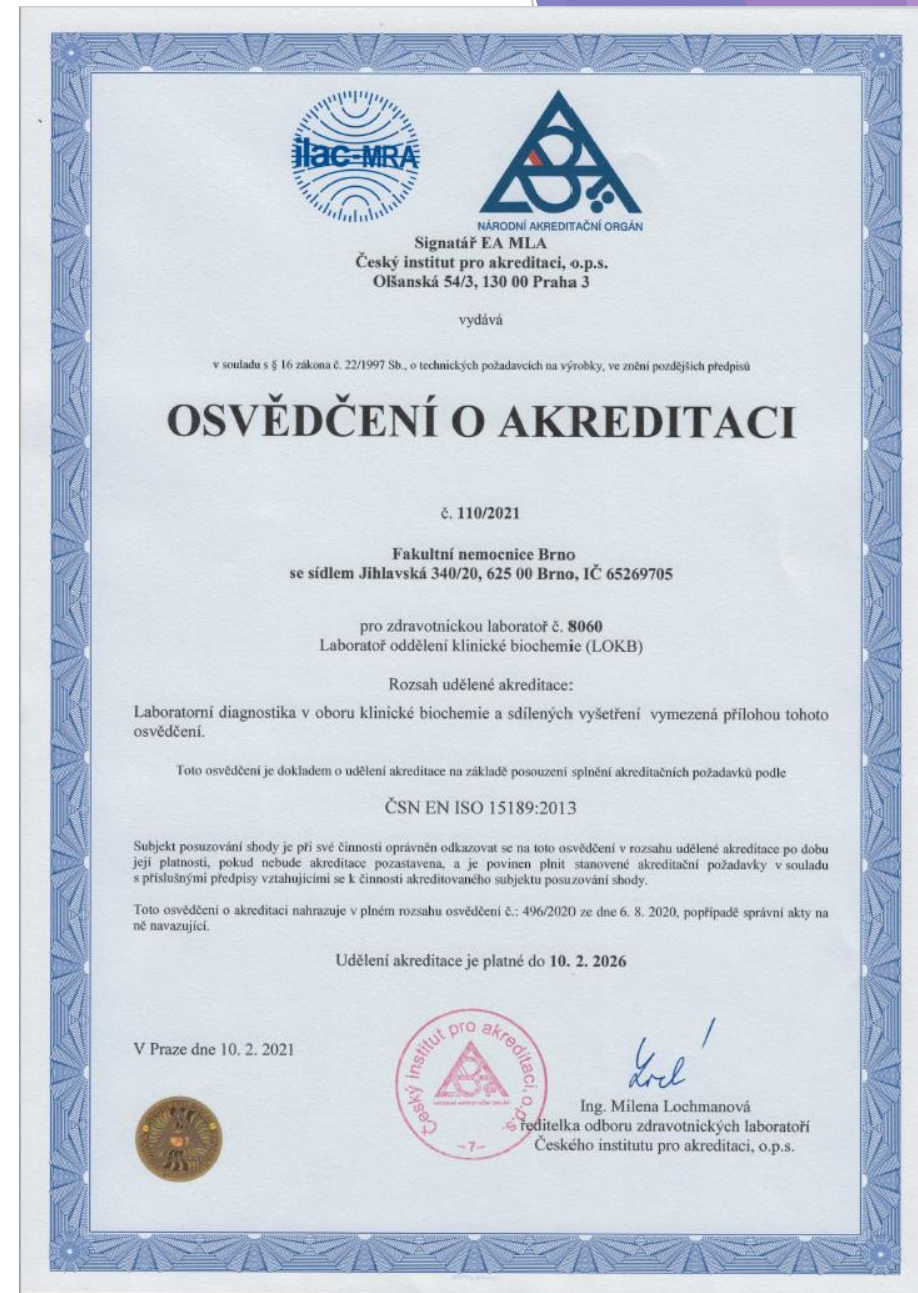 ilac-MRA
NÁRODNÍ AKREDITAČNÍ ORGÁN
Signatář EA MLA
Český institut pro akreditaci, o.p.s.
Olšanská 54/3, 130 00 Praha 3
vydává
v souladu s § 16 zákona č. 22/1997 Sb., o technických požadavcích na výrobky, ve znění pozdějších předpisů
OSVĚDČENÍ O AKREDITACI
č. 110/2021
Fakultní nemocnice Brno
se sídlem Jihlavská 340/20, 625 00 Brno, IČ 65269705
pro zdravotnickou laboratoř č. 8060
Laboratoř oddělení klinické biochemie (LOKB)
Rozsah udělené akreditace:
Laboratorní diagnostika v oboru klinické biochemie a sdílených vyšetření vymezená přílohou tohoto
osvědčení.
Toto osvědčení je dokladem o udělení akreditace na základě posouzení splnění akreditačních požadavků podle
ČSN EN ISO 15189:2013
Subjekt posuzování shody je při své činnosti oprávněn odkazovat se na toto osvědčení v rozsahu udělené akreditace po dobu
její platnosti, pokud nebude akreditace pozastavena, a je povinen plnit stanovené akreditační požadavky v souladu
s příslušnými předpisy vztahujícími se k činnosti akreditovaného subjektu posuzování shody.
Toto osvědčení o akreditaci nahrazuje v plném rozsahu osvědčení č.: 496/2020 ze dne 6. 8. 2020, popřípadě správní akty na
ně navazující.
Udělení akreditace je platné do 10. 2. 2026
V Praze dne 10. 2. 2021
Český institut pro akreditaci, o.p.s.
NÁRODNÍ AKREDITAČNÍ ORGÁN
-7-
Ing. Milena Lochmanová
ředitelka odboru zdravotnických laboratoří
Českého institutu pro akreditaci, o.p.s.